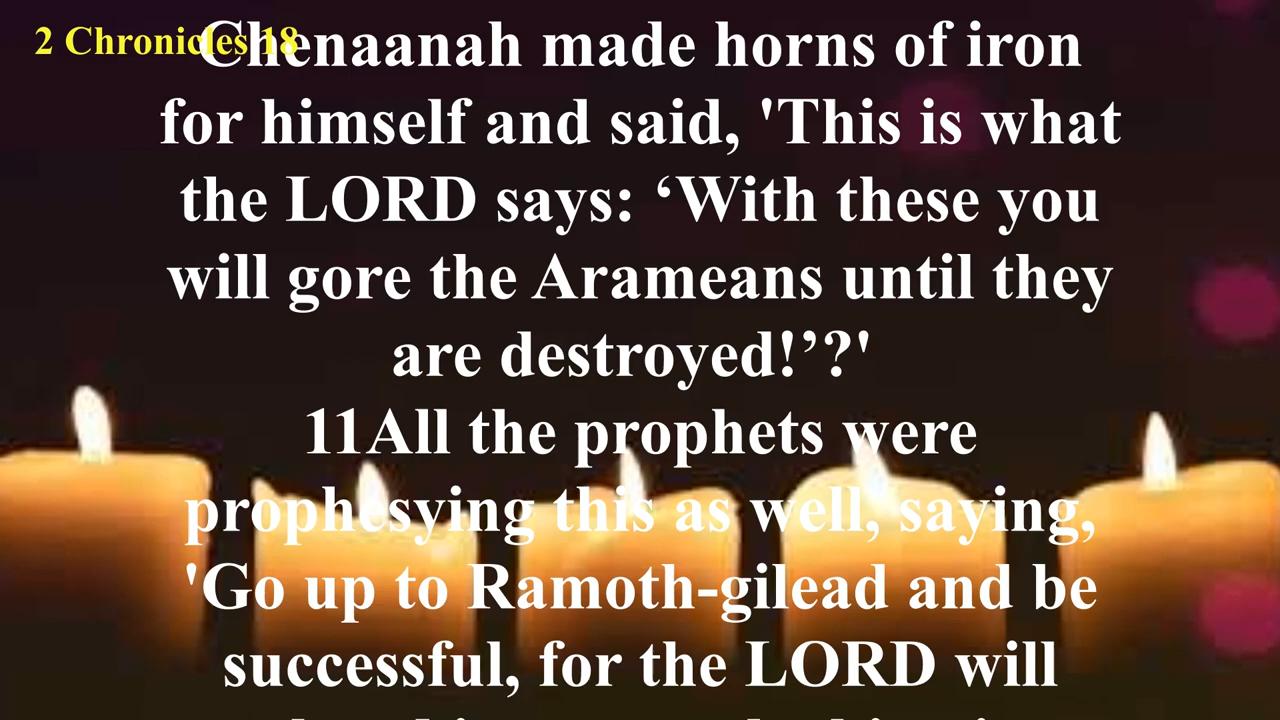 2 Chronicles 18
Chenaanah made horns of iron
for himself and said, 'This is what
the LORD says: ‘With these you
will gore the Arameans until they
are destroyed!’?'
11All the prophets were
prophesying this as well, saying,
'Go up to Ramoth-gilead and be
successful, for the LORD will